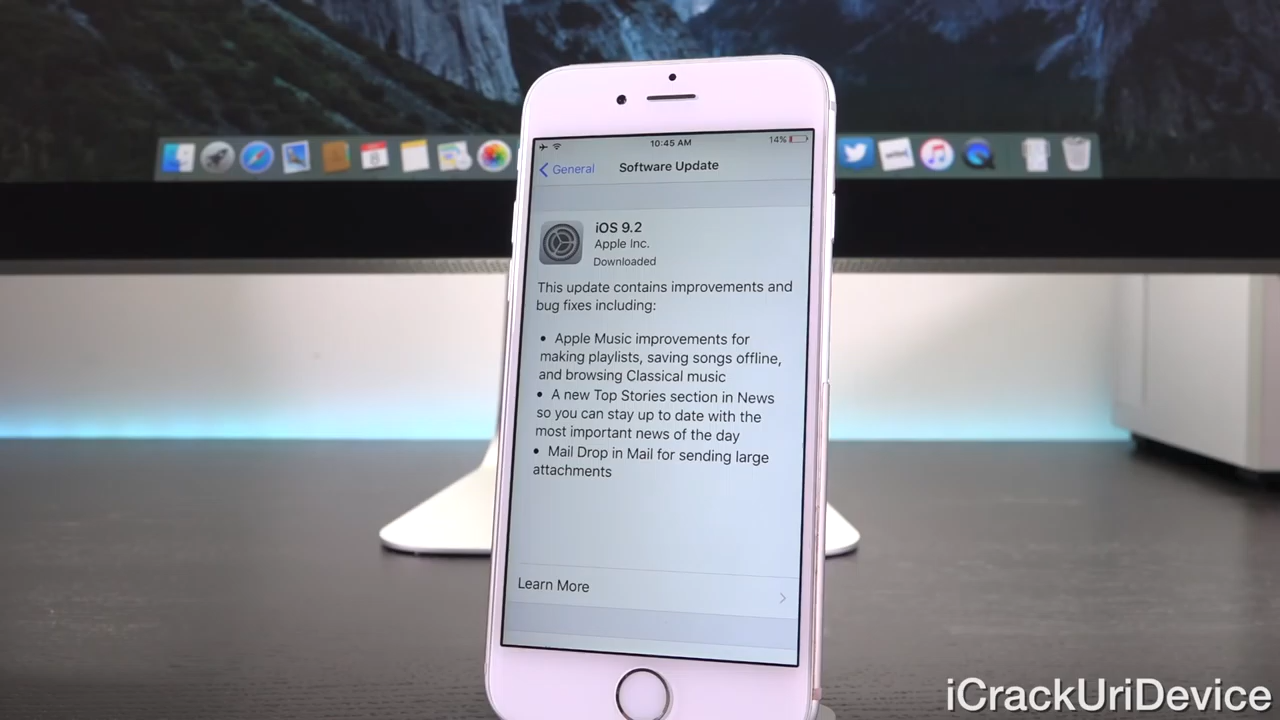 10:45 AM
14%
General
Software Update
iOS 9.2
Apple Inc.
Downloaded
This update contains improvements and
bug fixes including:
• Apple Music improvements for
making playlists, saving songs offline,
and browsing Classical music
• A new Top Stories section in News
so you can stay up to date with the
most important news of the day
• Mail Drop in Mail for sending large
attachments
Learn More
8
iCrackUriDevice